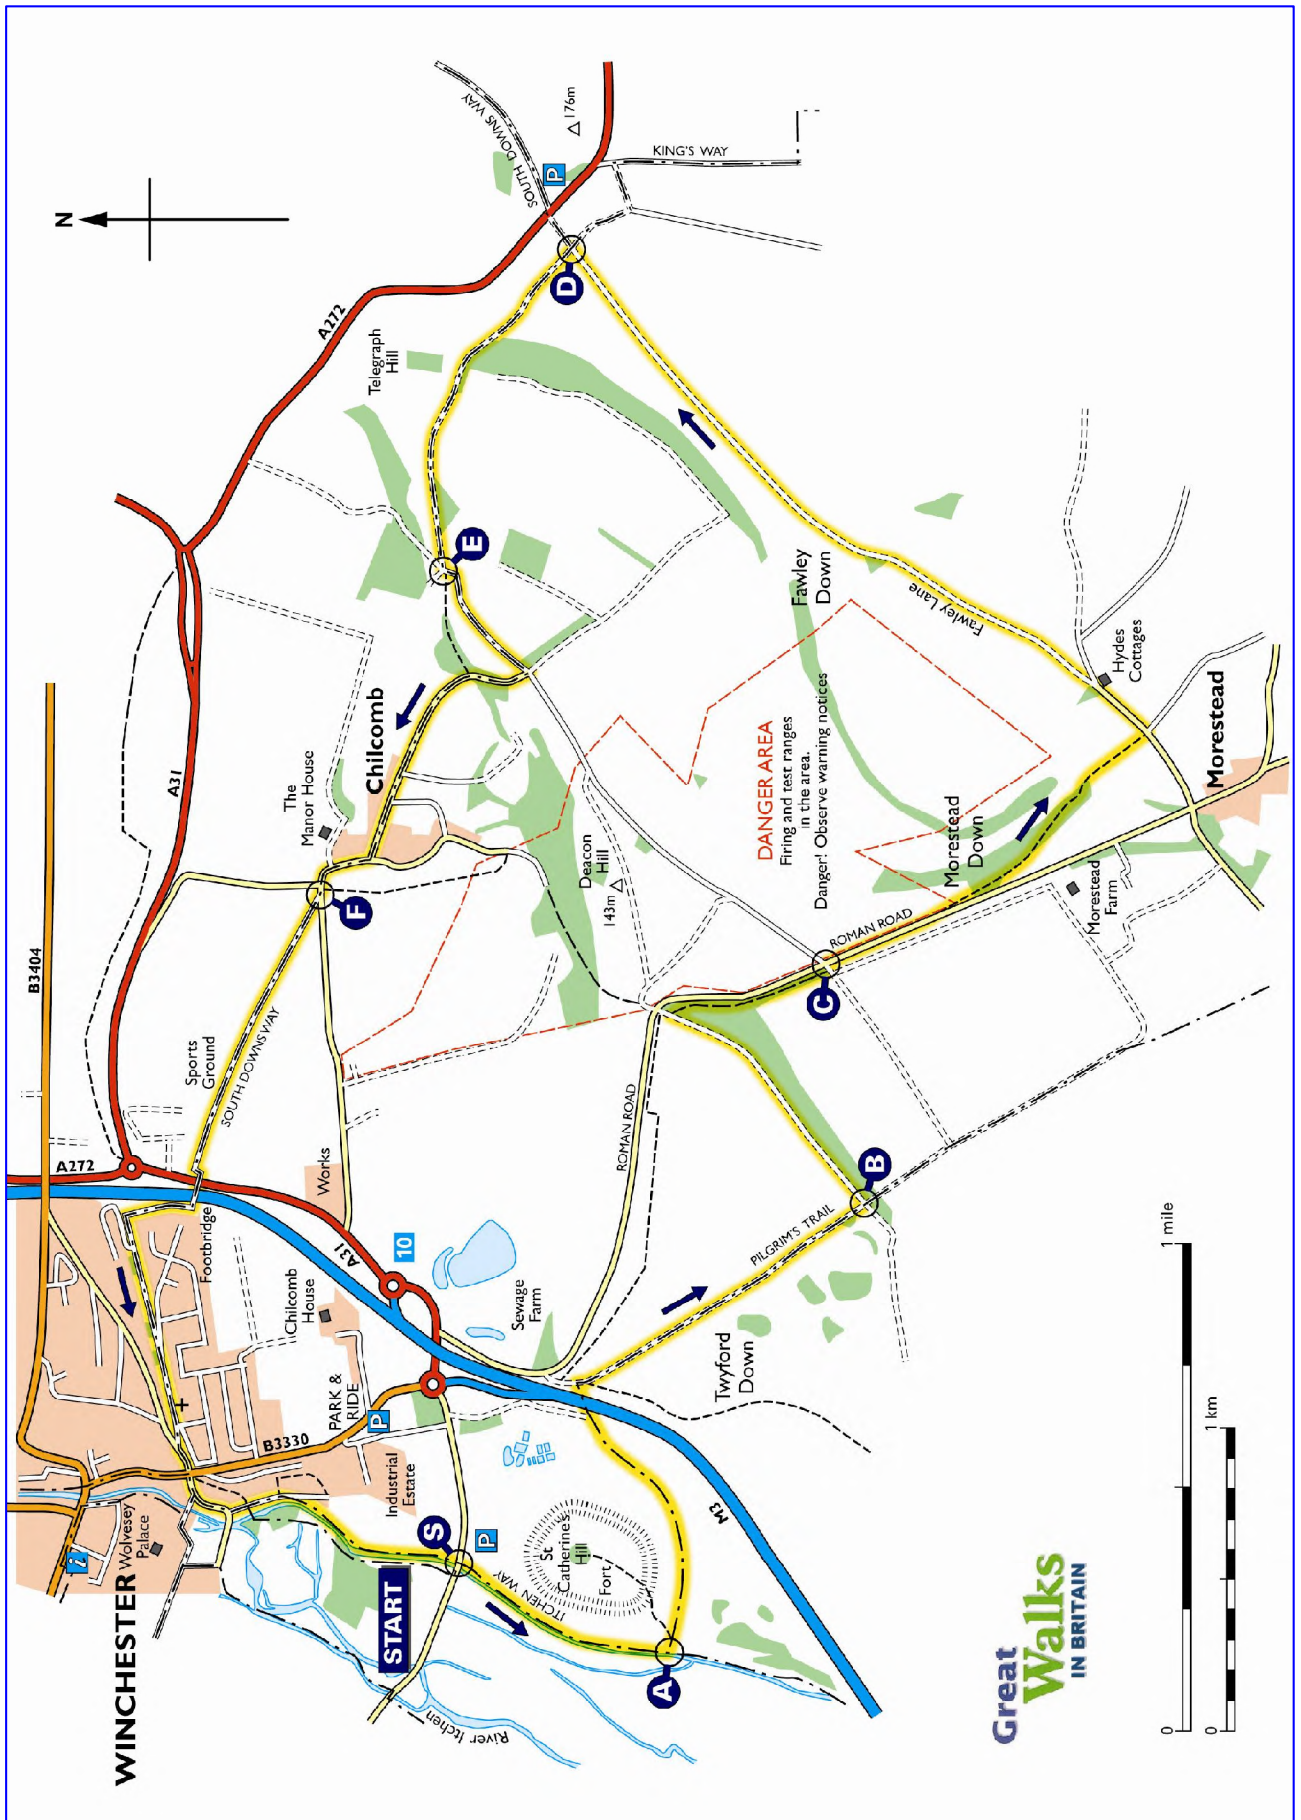 WINCHESTER
Wolvesey
Palace
i
B3404
A272
Footbridge
B3330
PARK &
RIDE
P
Chilcomb
House
Industrial
Estate
START
S
P
ITCHEN WAY
River Itchen
St
Catherine's
Hill
Fort
A
M3
A31
10
Works
Sewage
Farm
Sports
Ground
SOUTH DOWNS WAY
A31
The
Manor House
F
Chilcomb
ROMAN ROAD
Twyford
Down
PILGRIM'S TRAIL
B
C
ROMAN ROAD
Deacon
Hill
143m
DANGER AREA
Firing and test ranges
in the area.
Danger! Observe warning notices
Morestead
Down
Morestead
Farm
Morestead
Hydes
Cottages
Fawley Lane
Fawley
Down
E
Telegraph
Hill
A272
D
SOUTH DOWNS WAY
P
176m
KING'S WAY
N
Great
Walks
IN BRITAIN
0
1 mile
0
1 km